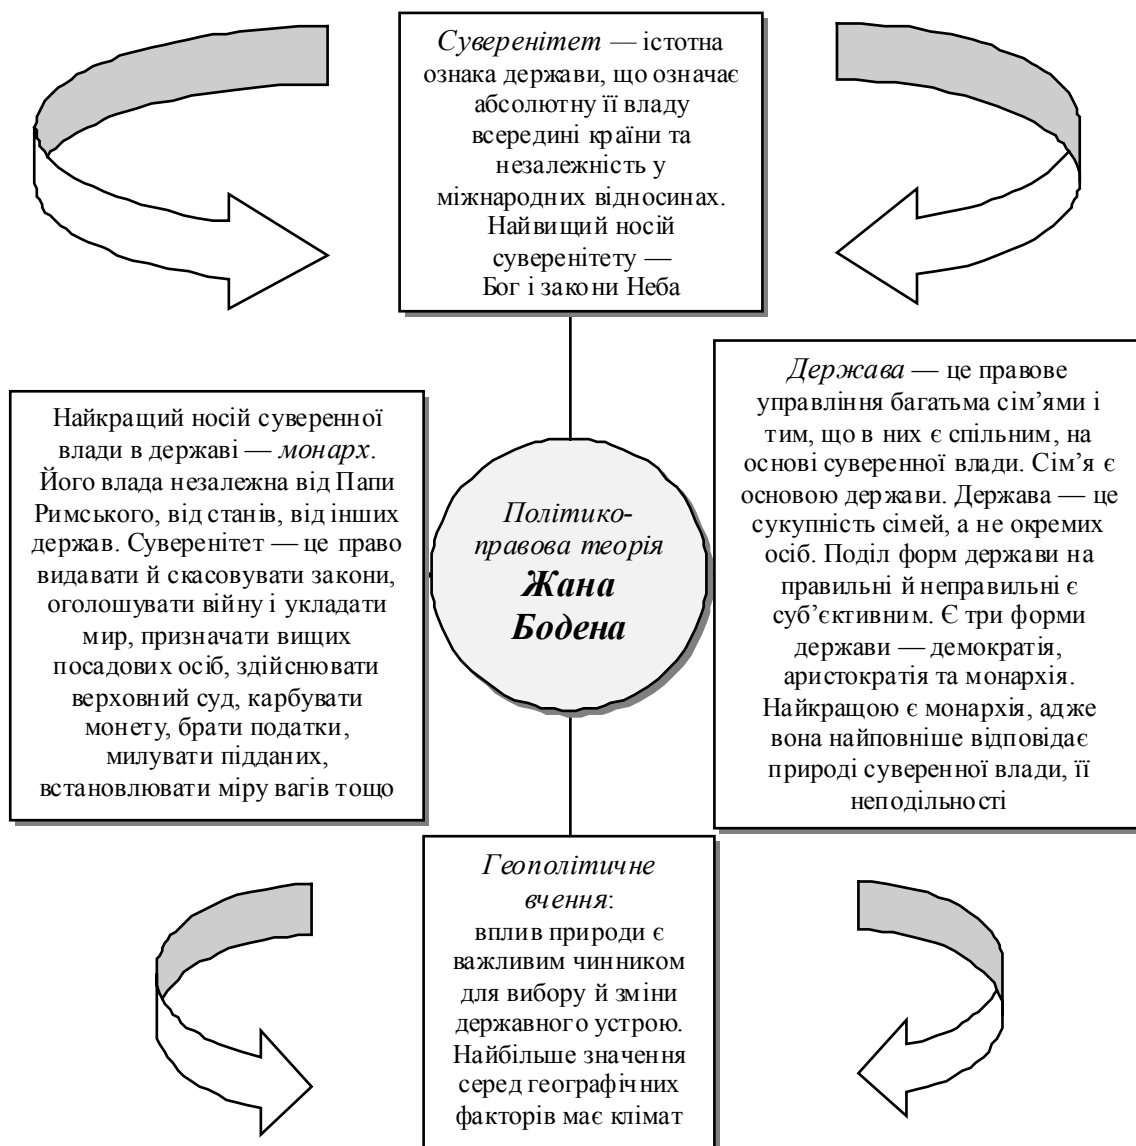 Суверенітет — істотна
ознака держави, що означає
абсолютну її владу
всередині країни та
незалежність у
міжнародних відносинах.
Найвищий носій
суверенітету —
Бог і закони Неба
Найкращий носій суверенної
влади в державі — монарх.
Його влада незалежна від Папи
Римського, від станів, від інших
держав. Суверенітет — це право
видавати й скасовувати закони,
оголошувати війну і укладати
мир, призначати вищих
посадових осіб, здійснювати
верховний суд, карбувати
монету, брати податки,
милувати підданих,
встановлювати міру вагів тощо
Політико-
правова теорія
Жана
Бодена
Держава — це правове
управління багатьма сім’ями і
тим, що в них є спільним, на
основі суверенної влади. Сім’я є
основою держави. Держава — це
сукупність сімей, а не окремих
осіб. Поділ форм держави на
правильні й неправильні є
суб’єктивним. Є три форми
держави — демократія,
аристократія та монархія.
Найкращою є монархія, адже
вона найповніше відповідає
природі суверенної влади, її
неподільності
Геополітичне
вчення:
вплив природи є
важливим чинником
для вибору й зміни
державного устрою.
Найбільше значення
серед географічних
факторів має клімат